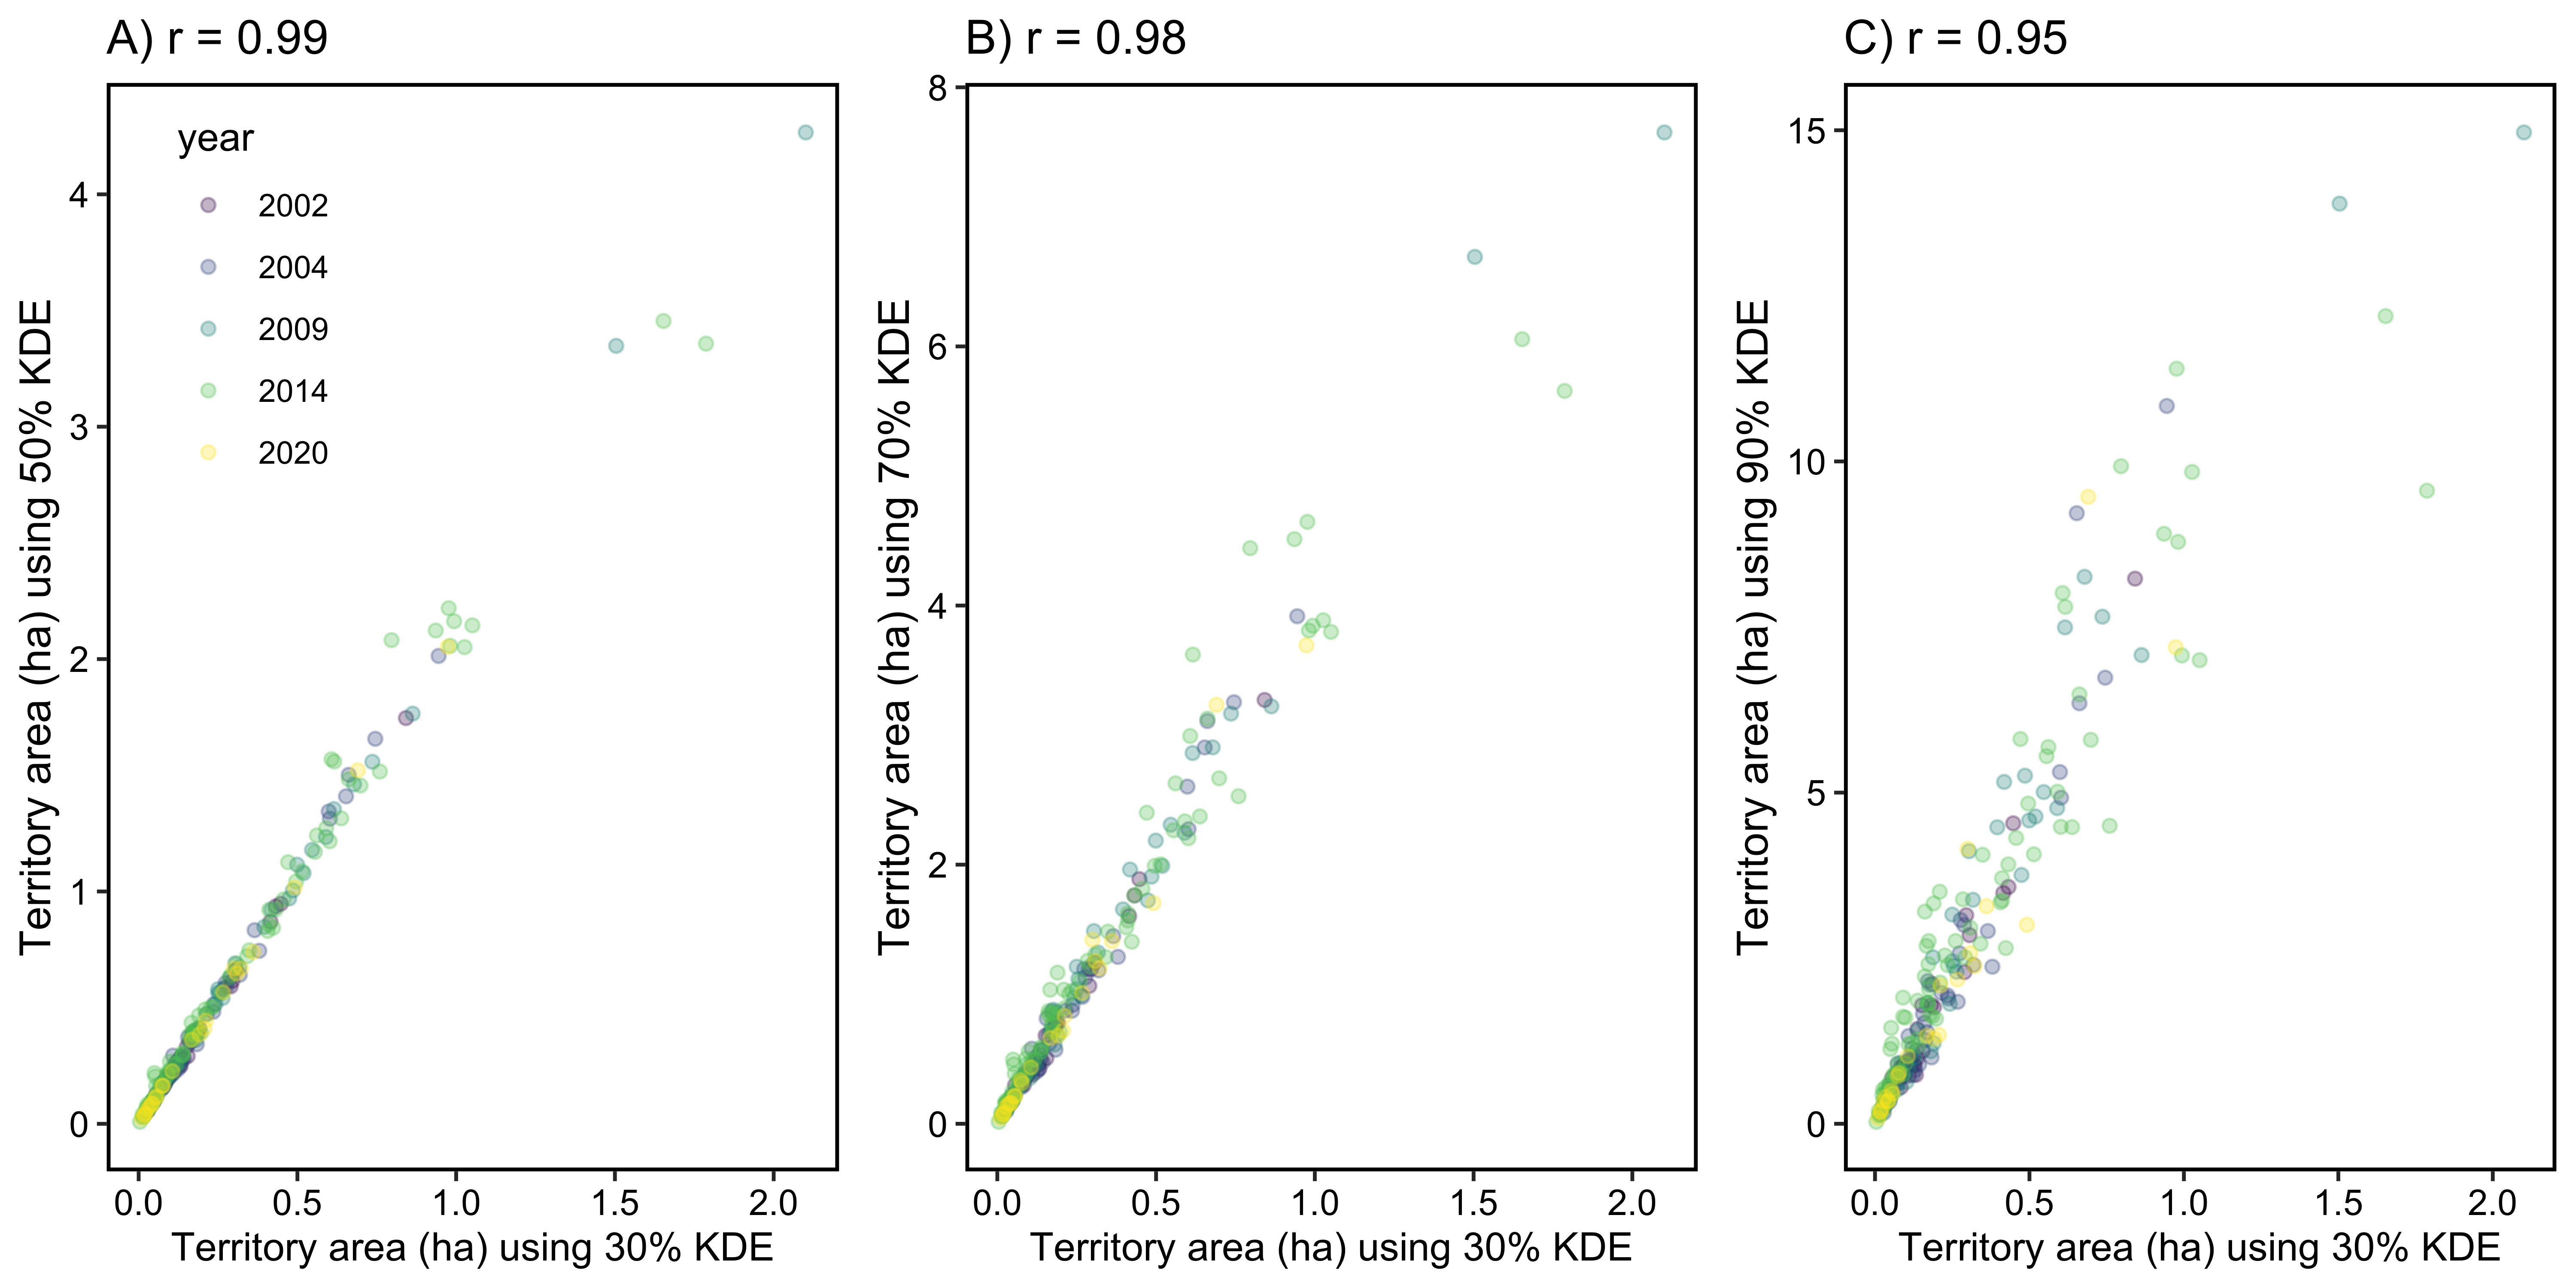 A) r = 0.99
Territory area (ha) using 50% KDE
4
3
2
1
0
year
2002
2004
2009
2014
2020
0.0 0.5 1.0 1.5 2.0
Territory area (ha) using 30% KDE
B) r = 0.98
Territory area (ha) using 70% KDE
8
6
4
2
0
0.0 0.5 1.0 1.5 2.0
Territory area (ha) using 30% KDE
C) r = 0.95
Territory area (ha) using 90% KDE
15
10
5
0
0.0 0.5 1.0 1.5 2.0
Territory area (ha) using 30% KDE